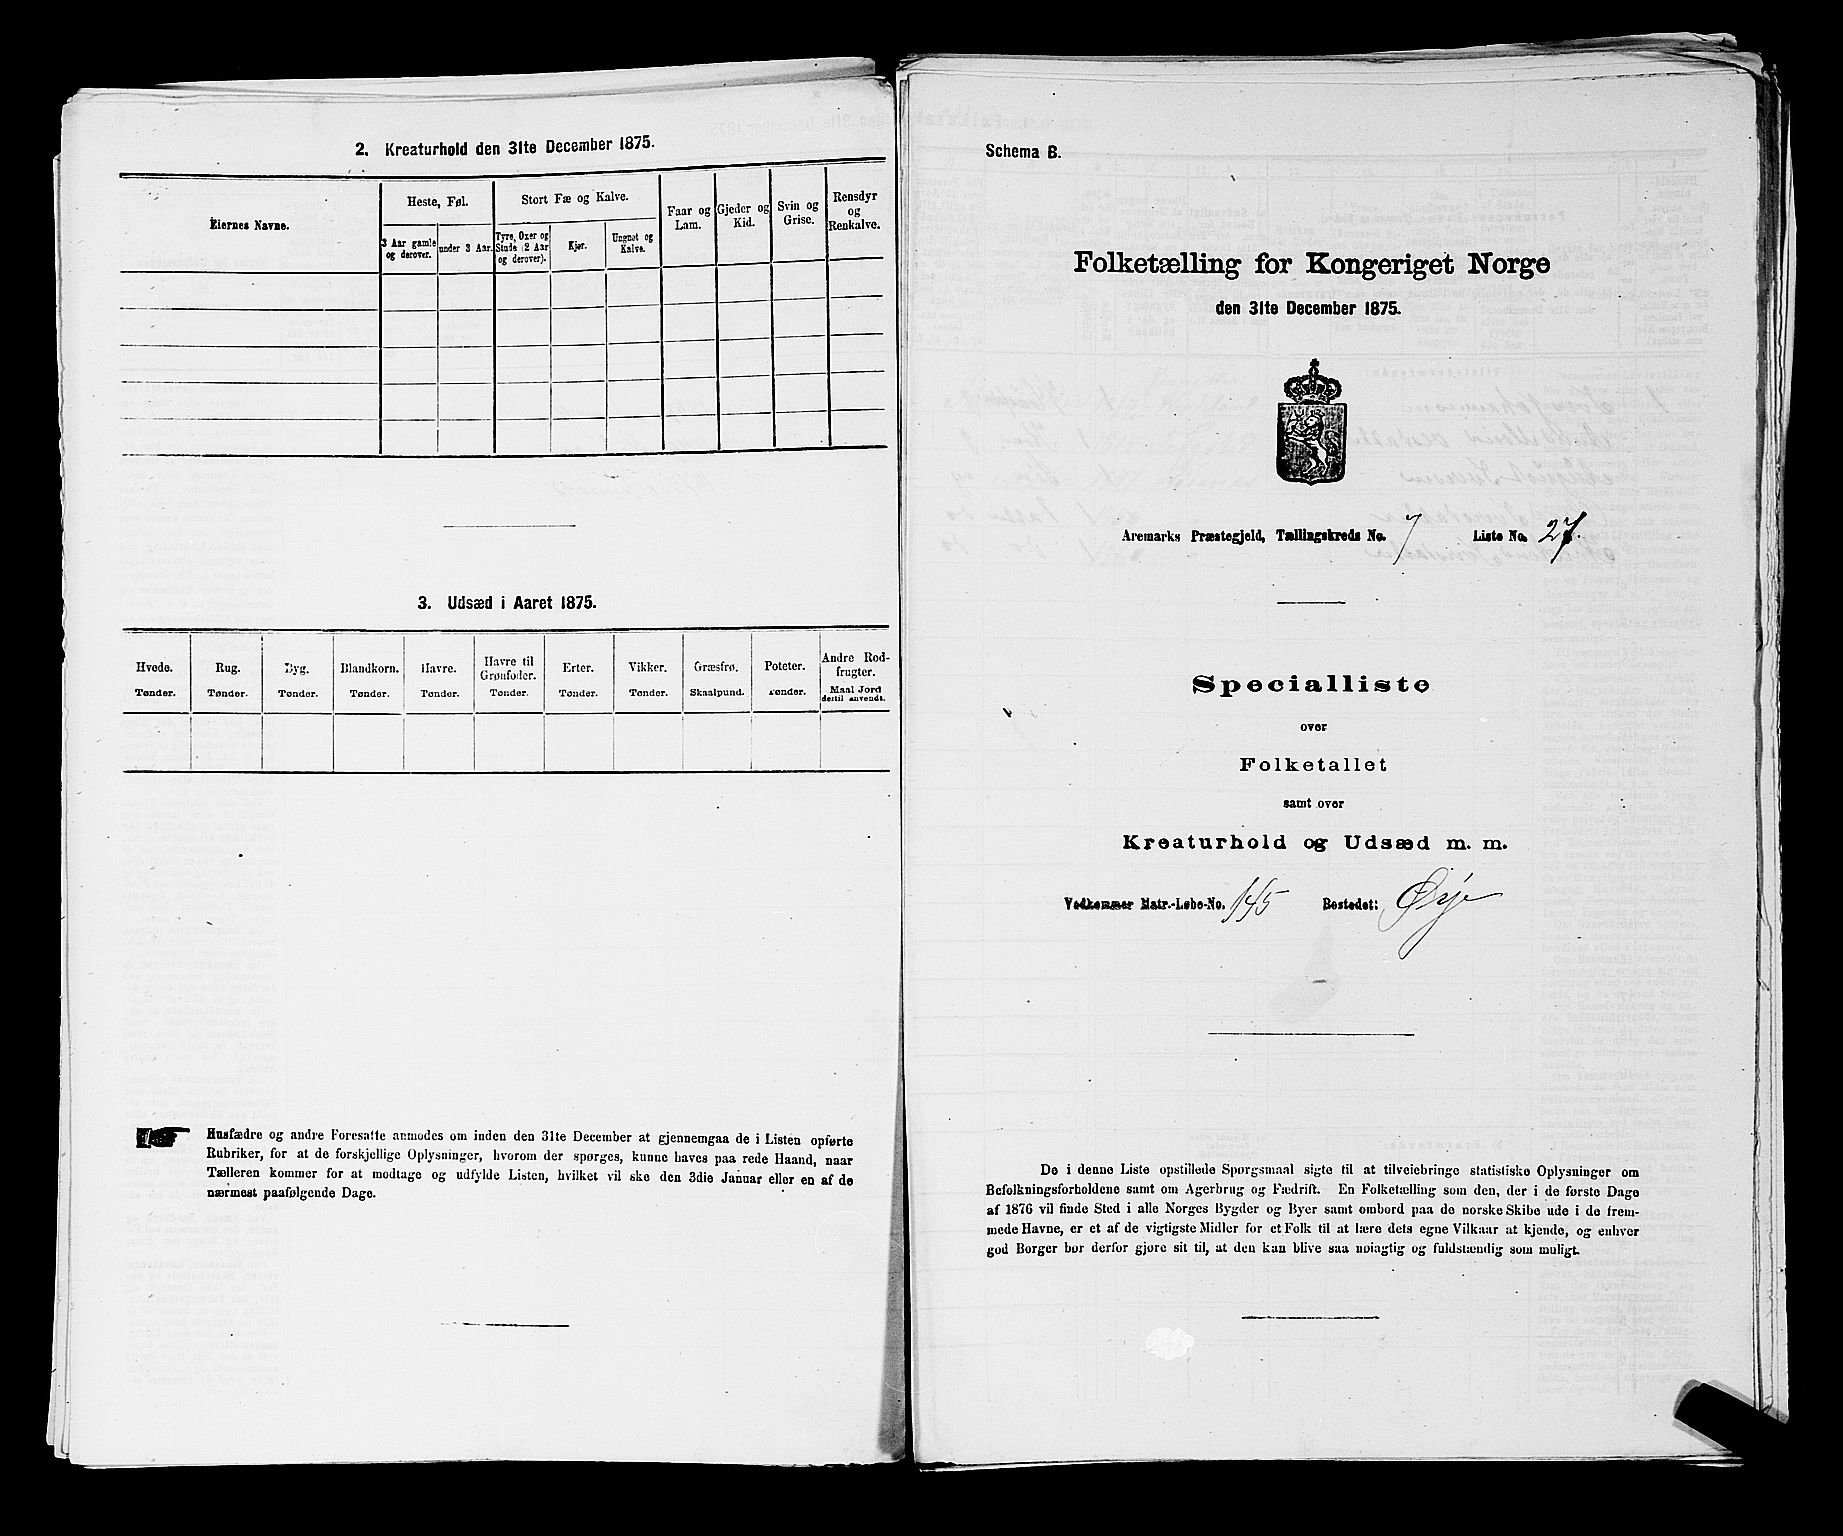 2. Kreaturhold den 31te December 1875.
Eiernes Navne.
Heste, Føl.
Stort Fæ og Kalve.
Faar og Lam.
Gjeder og Kid.
Svin og Grise.
Rensdyr og Renkalve.
3 Aar gamle og derover.
under 3 Aar.
Tyre, Oxer og Stude (2 Aar og derover).
Kjør.
Ungnøt og Kalve.
3. Udsæd i Aaret 1875.
Hvede. Tønder.
Rug. Tønder.
Byg. Tønder.
Blandkorn. Tønder.
Havre. Tønder.
Havre til Grønfoder. Tønder.
Erter. Tønder.
Vikker. Tønder.
Græsfrø. Skaalpund.
Poteter. Tønder.
Andre Rodfrugter. Maal Jord dertil anvendt.
Husfædre og andre Foresatte anmodes om inden den 31te December at gjennemgaa de i Listen opførte
Rubriker, for at de forskjellige Oplysninger, hvorom der spørges, kunne haves paa rede Haand, naar
Tælleren kommer for at modtage og udfylde Listen, hvilket vil ske den 3die Januar eller en af de
nærmest paafølgende Dage.
Schema B.
Folketælling for Kongeriget Norge
den 31te December 1875.
Aremarks Præstegjeld, Tællingskreds No. 7 Liste No. 27.
Specialliste
over
Folketallet
samt over
Kreaturhold og Udsæd m. m.
Vedkommer Matr.-Løbe-No. 145 Bostedet: Ørje
De i denne Liste opstillede Spørgsmaal sigte til at tilveiebringe statistiske Oplysninger om
Befolkningsforholdene samt om Agerbrug og Fædrift. En Folketælling som den, der i de første Dage
af 1876 vil finde Sted i alle Norges Bygder og Byer samt ombord paa de norske Skibe ude i de frem-
mede Havne, er et af de vigtigste Midler for et Folk til at lære dets egne Vilkaar at kjende, og enhver
god Borger bør derfor gjøre sit til, at den kan blive saa nøiagtig og fuldstændig som muligt.